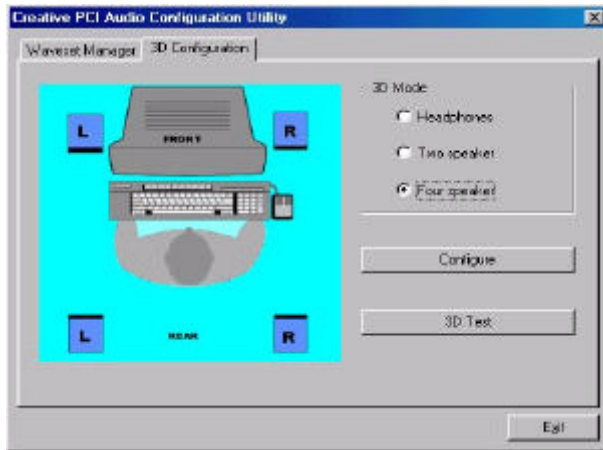 Creative PCI Audio Configuration Utility
Waveset Manager
3D Configuration
L
FRONT
R
L
REAR
R
3D Mode
Headphones
Two speaker
Four speaker
Configure
3D Test
Exit